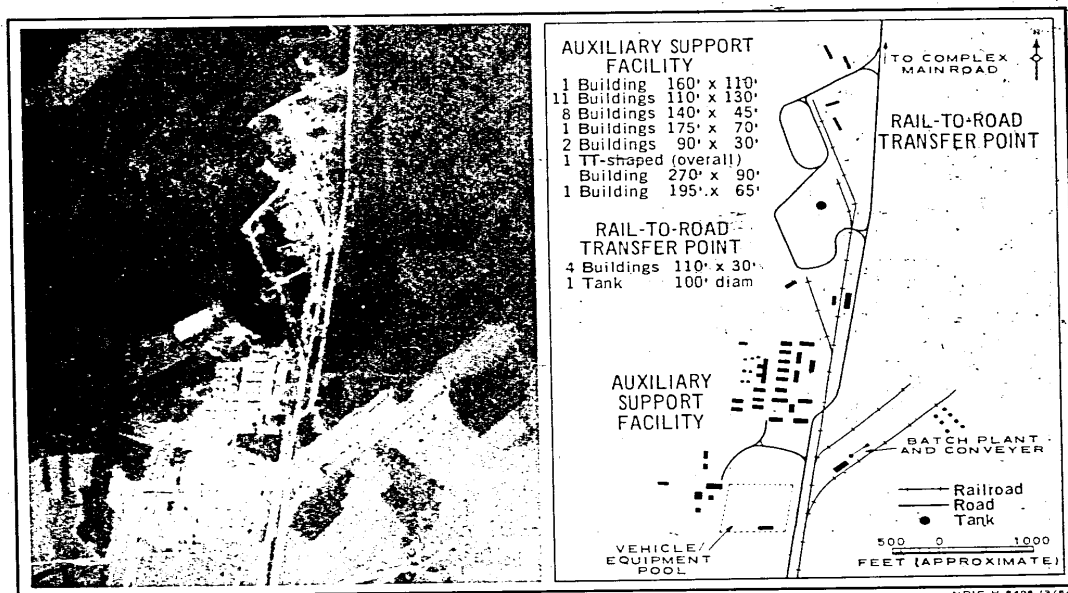 AUXILIARY SUPPORT
FACILITY
1 Building 160' x 110'
11 Buildings 110' x 130'
8 Buildings 140' x 45'
1 Building 175' x 70'
2 Buildings 90' x 30'
1 TT-shaped (overall)
Building 270' x 90'
1 Building 195' x 65'
RAIL-TO-ROAD
TRANSFER POINT
4 Buildings 110' x 30'
1 Tank 100' diam
TO COMPLEX
MAIN ROAD
N
RAIL-TO-ROAD
TRANSFER POINT
AUXILIARY
SUPPORT
FACILITY
BATCH PLANT
AND CONVEYER
Railroad
Road
Tank
VEHICLE/
EQUIPMENT
POOL
500 0 1000
FEET (APPROXIMATE)